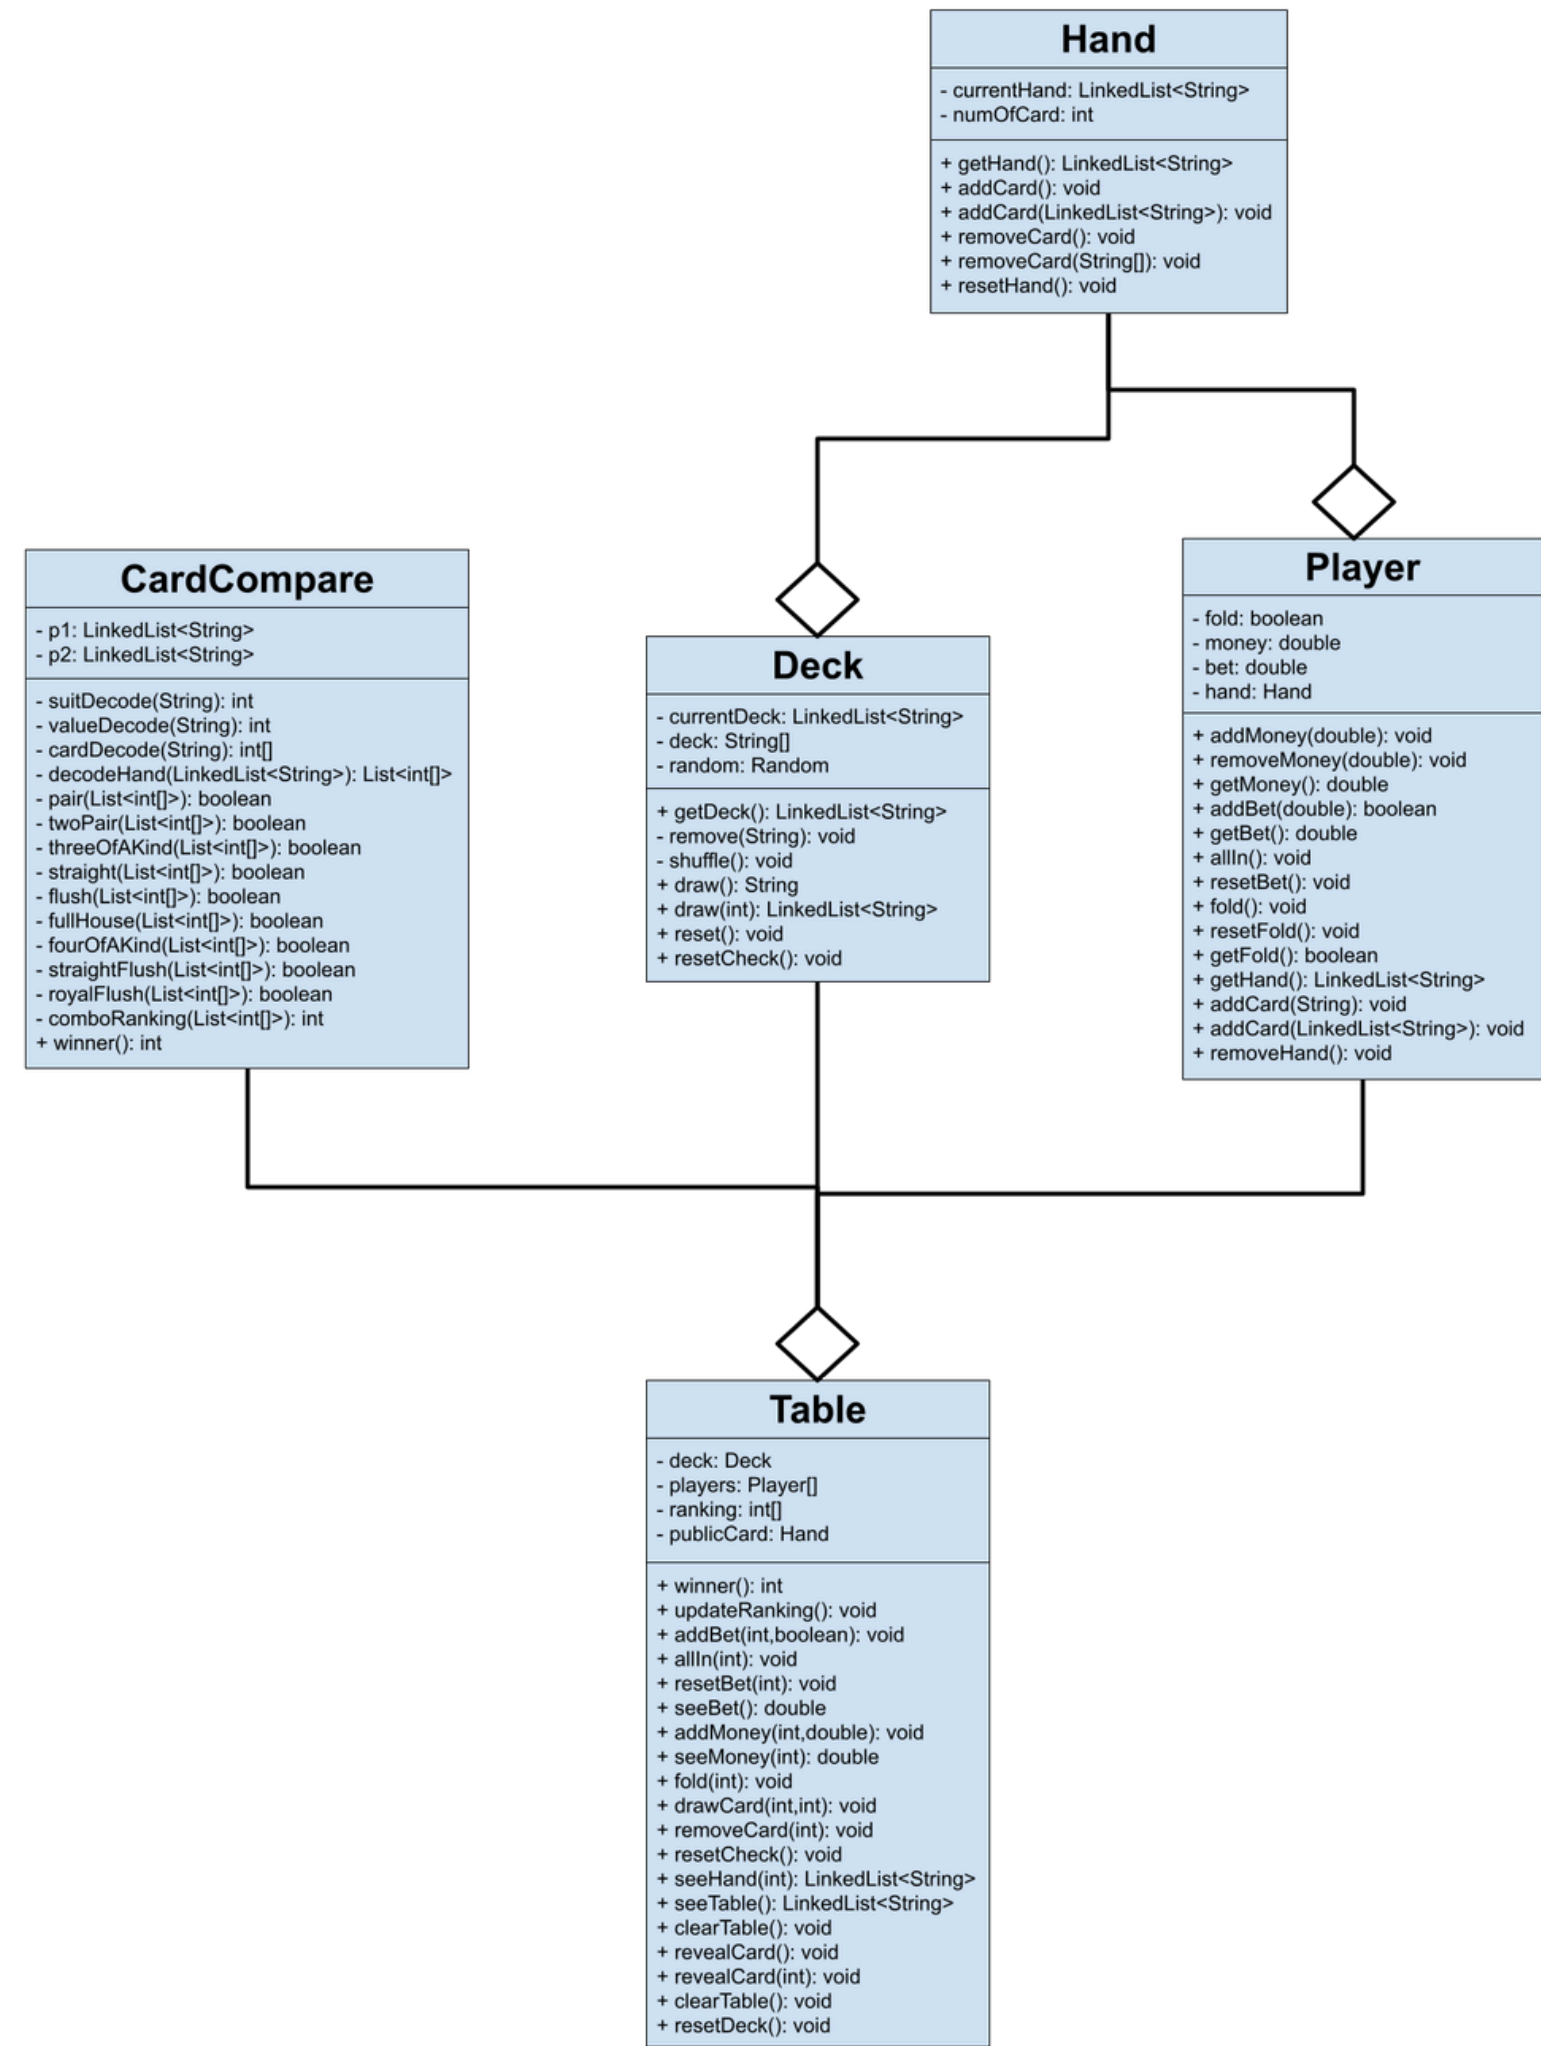 Hand
- currentHand: LinkedList<String>
- numOfCard: int
+ getHand(): LinkedList<String>
+ addCard(): void
+ addCard(LinkedList<String>): void
+ removeCard(): void
+ removeCard(String[]): void
+ resetHand(): void
CardCompare
- p1: LinkedList<String>
- p2: LinkedList<String>
- suitDecode(String): int
- valueDecode(String): int
- cardDecode(String): int[]
- decodeHand(LinkedList<String>): List<int[]>
- pair(List<int[]>): boolean
- twoPair(List<int[]>): boolean
- threeOfAKind(List<int[]>): boolean
- straight(List<int[]>): boolean
- flush(List<int[]>): boolean
- fullHouse(List<int[]>): boolean
- fourOfAKind(List<int[]>): boolean
- straightFlush(List<int[]>): boolean
- royalFlush(List<int[]>): boolean
- comboRanking(List<int[]>): int
+ winner(): int
Deck
- currentDeck: LinkedList<String>
- deck: String[]
- random: Random
+ getDeck(): LinkedList<String>
- remove(String): void
- shuffle(): void
+ draw(): String
+ draw(int): LinkedList<String>
+ reset(): void
+ resetCheck(): void
Player
- fold: boolean
- money: double
- bet: double
- hand: Hand
+ addMoney(double): void
+ removeMoney(double): void
+ getMoney(): double
+ addBet(double): boolean
+ getBet(): double
+ allIn(): void
+ resetBet(): void
+ fold(): void
+ resetFold(): void
+ getFold(): boolean
+ getHand(): LinkedList<String>
+ addCard(String): void
+ addCard(LinkedList<String>): void
+ removeHand(): void
Table
- deck: Deck
- players: Player[]
- ranking: int[]
- publicCard: Hand
+ winner(): int
+ updateRanking(): void
+ addBet(int,boolean): void
+ allIn(int): void
+ resetBet(int): void
+ seeBet(): double
+ addMoney(int,double): void
+ seeMoney(int): double
+ fold(int): void
+ drawCard(int,int): void
+ removeCard(int): void
+ resetCheck(): void
+ seeHand(int): LinkedList<String>
+ seeTable(): LinkedList<String>
+ clearTable(): void
+ revealCard(): void
+ revealCard(int): void
+ clearTable(): void
+ resetDeck(): void